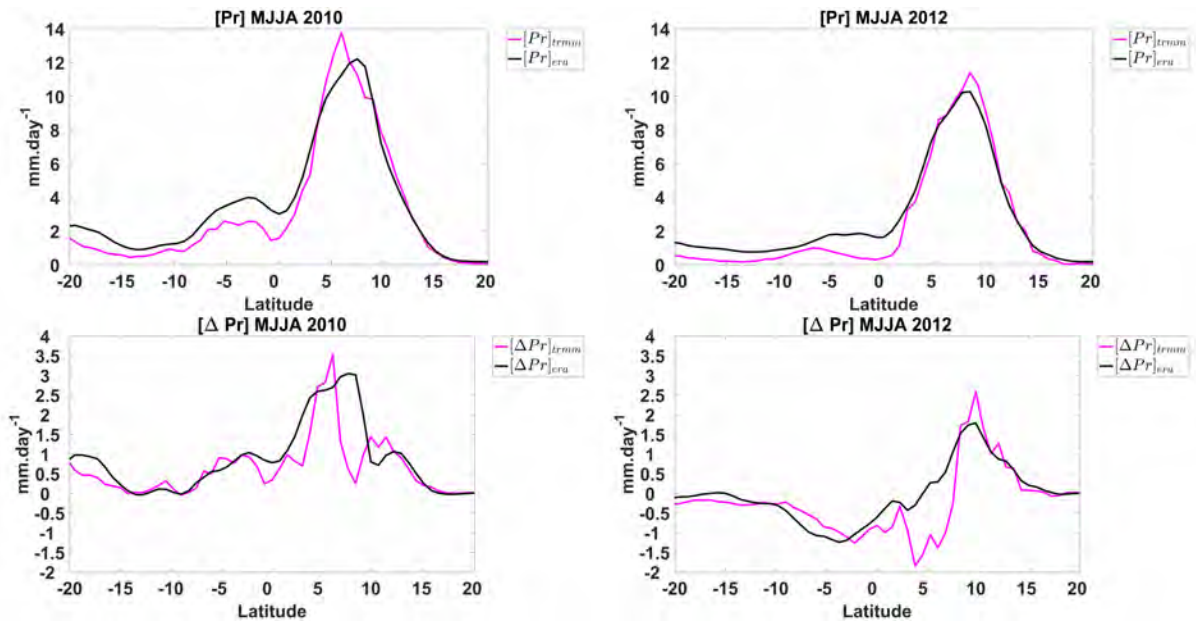 [Pr] MJJA 2010
mm.day-1
14
12
10
8
6
4
2
0
-20 -15 -10 -5 0 5 10 15 20
Latitude
[Pr]trmm
[Pr]era
[Pr] MJJA 2012
mm.day-1
14
12
10
8
6
4
2
0
-20 -15 -10 -5 0 5 10 15 20
Latitude
[Pr]trmm
[Pr]era
[Δ Pr] MJJA 2010
mm.day-1
4
3.5
3
2.5
2
1.5
1
0.5
0
-0.5
-1
-1.5
-2
-20 -15 -10 -5 0 5 10 15 20
Latitude
[ΔPr]trmm
[ΔPr]era
[Δ Pr] MJJA 2012
mm.day-1
4
3.5
3
2.5
2
1.5
1
0.5
0
-0.5
-1
-1.5
-2
-20 -15 -10 -5 0 5 10 15 20
Latitude
[ΔPr]trmm
[ΔPr]era